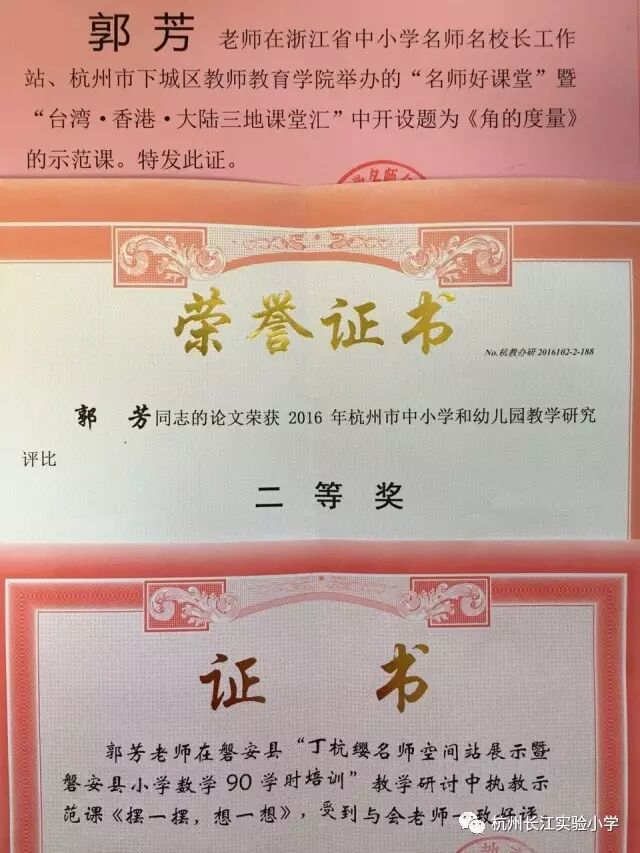 郭 芳 老师在浙江省中小学名师名校长工作
站、杭州市下城区教师教育学院举办的“名师好课堂”暨
“台湾·香港·大陆三地课堂汇”中开设题为《角的度量》
的示范课。特发此证。
荣誉证书
No.杭教办研 2016102-2-188
郭 芳同志的论文荣获 2016 年杭州市中小学和幼儿园教学研究
评比
二 等 奖
证 书
郭芳老师在磐安县“丁杭缨名师空间站展示暨
磐安县小学数学90学时培训”教学研讨中执教示
范课《摆一摆，想一想》，受到与会老师一致好评
杭州长江实验小学